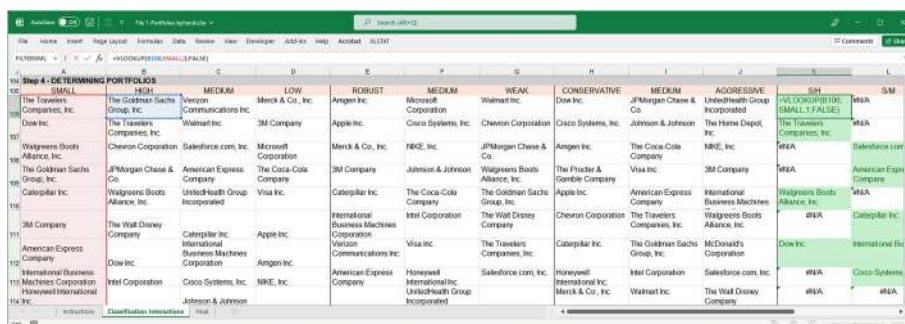 AutoSave On File 1-Portfolios byhand.xlsx Search (Alt+Q)
File Home Insert Page Layout Formulas Data Review View Developer Add-ins Help Acrobat XLSTAT Comments
=VLOOKUP(B106,SMALL,1,FALSE)
A B C D E F G H I J
104 Step 4 - DETERMINING PORTFOLIOS
105 SMALL HIGH MEDIUM LOW ROBUST MEDIUM WEAK CONSERVATIVE MEDIUM AGGRESSIVE S/H S/M
The Travelers Companies, Inc. The Goldman Sachs Group, Inc. Verizon Communications Inc. Merck & Co., Inc. Amgen Inc. Microsoft Corporation Walmart Inc. Dow Inc. JPMorgan Chase & Co. UnitedHealth Group Incorporated =VLOOKUP(B106,SMALL,1,FALSE) #N/A
107 Dow Inc. The Travelers Companies, Inc. Walmart Inc. 3M Company Apple Inc. Cisco Systems, Inc. Chevron Corporation Cisco Systems, Inc. Johnson & Johnson The Home Depot, Inc. The Travelers Companies, Inc. #N/A
Walgreens Boots Alliance, Inc. Chevron Corporation Salesforce.com, Inc. Microsoft Corporation Merck & Co., Inc. NIKE, Inc. JPMorgan Chase & Co. Amgen Inc. The Coca-Cola Company NIKE, Inc. #N/A Salesforce.com
The Goldman Sachs Group, Inc. JPMorgan Chase & Co. American Express Company The Coca-Cola Company 3M Company Johnson & Johnson Walgreens Boots Alliance, Inc. The Procter & Gamble Company Visa Inc. 3M Company #N/A American Expre Company
110 Caterpillar Inc. Walgreens Boots Alliance, Inc. UnitedHealth Group Incorporated Visa Inc. Caterpillar Inc. The Coca-Cola Company The Goldman Sachs Group, Inc. Apple Inc. American Express Company International Business Machines Walgreens Boots Alliance, Inc. #N/A
111 3M Company The Walt Disney Company Caterpillar Inc. Apple Inc. International Business Machines Corporation Intel Corporation The Walt Disney Company Chevron Corporation The Travelers Companies, Inc. Walgreens Boots Alliance, Inc. #N/A Caterpillar Inc.
112 American Express Company Dow Inc. International Business Machines Corporation Amgen Inc. Verizon Communications Inc. Visa Inc. The Travelers Companies, Inc. Caterpillar Inc. The Goldman Sachs Group, Inc. McDonald's Corporation Dow Inc. International Bu
113 International Business Machines Corporation Intel Corporation Cisco Systems, Inc. NIKE, Inc. American Express Company Honeywell International Inc. Salesforce.com, Inc. Honeywell International Inc. Intel Corporation Salesforce.com, Inc. #N/A Cisco Systems
114 Honeywell International Inc. Johnson & Johnson UnitedHealth Group Incorporated Merck & Co., Inc. Walmart Inc. The Walt Disney Company #N/A #N/A
Instructions Classification Interactions Final